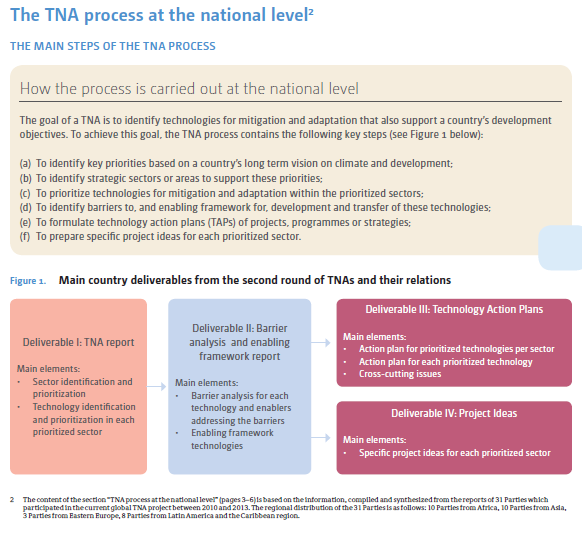 The TNA process at the national level²
THE MAIN STEPS OF THE TNA PROCESS
How the process is carried out at the national level
The goal of a TNA is to identify technologies for mitigation and adaptation that also support a country's development
objectives. To achieve this goal, the TNA process contains the following key steps (see Figure 1 below):
(a) To identify key priorities based on a country's long term vision on climate and development;
(b) To identify strategic sectors or areas to support these priorities;
(c) To prioritize technologies for mitigation and adaptation within the prioritized sectors;
(d) To identify barriers to, and enabling framework for, development and transfer of these technologies;
(e) To formulate technology action plans (TAPs) of projects, programmes or strategies;
(f) To prepare specific project ideas for each prioritized sector.
Figure 1. Main country deliverables from the second round of TNAs and their relations
Deliverable I: TNA report
Main elements:
• Sector identification and
prioritization
• Technology identification
and prioritization in each
prioritized sector
Deliverable II: Barrier
analysis and enabling
framework report
Main elements:
• Barrier analysis for each
technology and enablers
addressing the barriers
• Enabling framework
technologies
Deliverable III: Technology Action Plans
Main elements:
• Action plan for prioritized technologies per sector
• Action plan for each prioritized technology
• Cross-cutting issues
Deliverable IV: Project Ideas
Main elements:
• Specific project ideas for each prioritized sector
2 The content of the section "TNA process at the national level" (pages 3–6) is based on the information, compiled and synthesized from the reports of 31 Parties which
participated in the current global TNA project between 2010 and 2013. The regional distribution of the 31 Parties is as follows: 10 Parties from Africa, 10 Parties from Asia,
3 Parties from Eastern Europe, 8 Parties from Latin America and the Caribbean region.